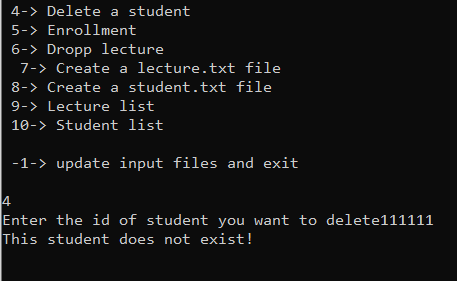 4-> Delete a student
5-> Enrollment
6-> Dropp lecture
7-> Create a lecture.txt file
8-> Create a student.txt file
9-> Lecture list
10-> Student list
-1-> update input files and exit
4
Enter the id of student you want to delete111111
This student does not exist!